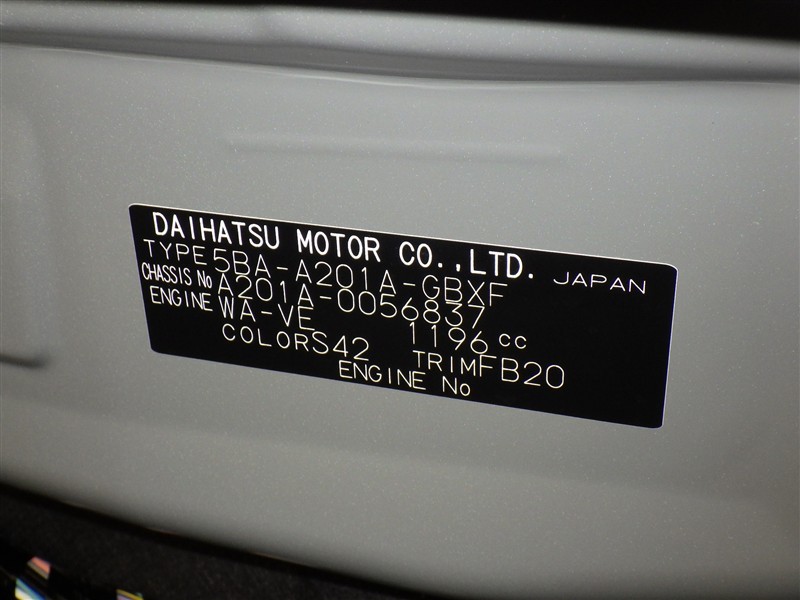 DAIHATSU MOTOR CO.,LTD. JAPAN
TYPE 5BA-A201A-GBXF
CHASSIS No A201A-0056837
ENGINE WA-VE 1196 cc
COLOR S42 TRIM FB20
ENGINE No